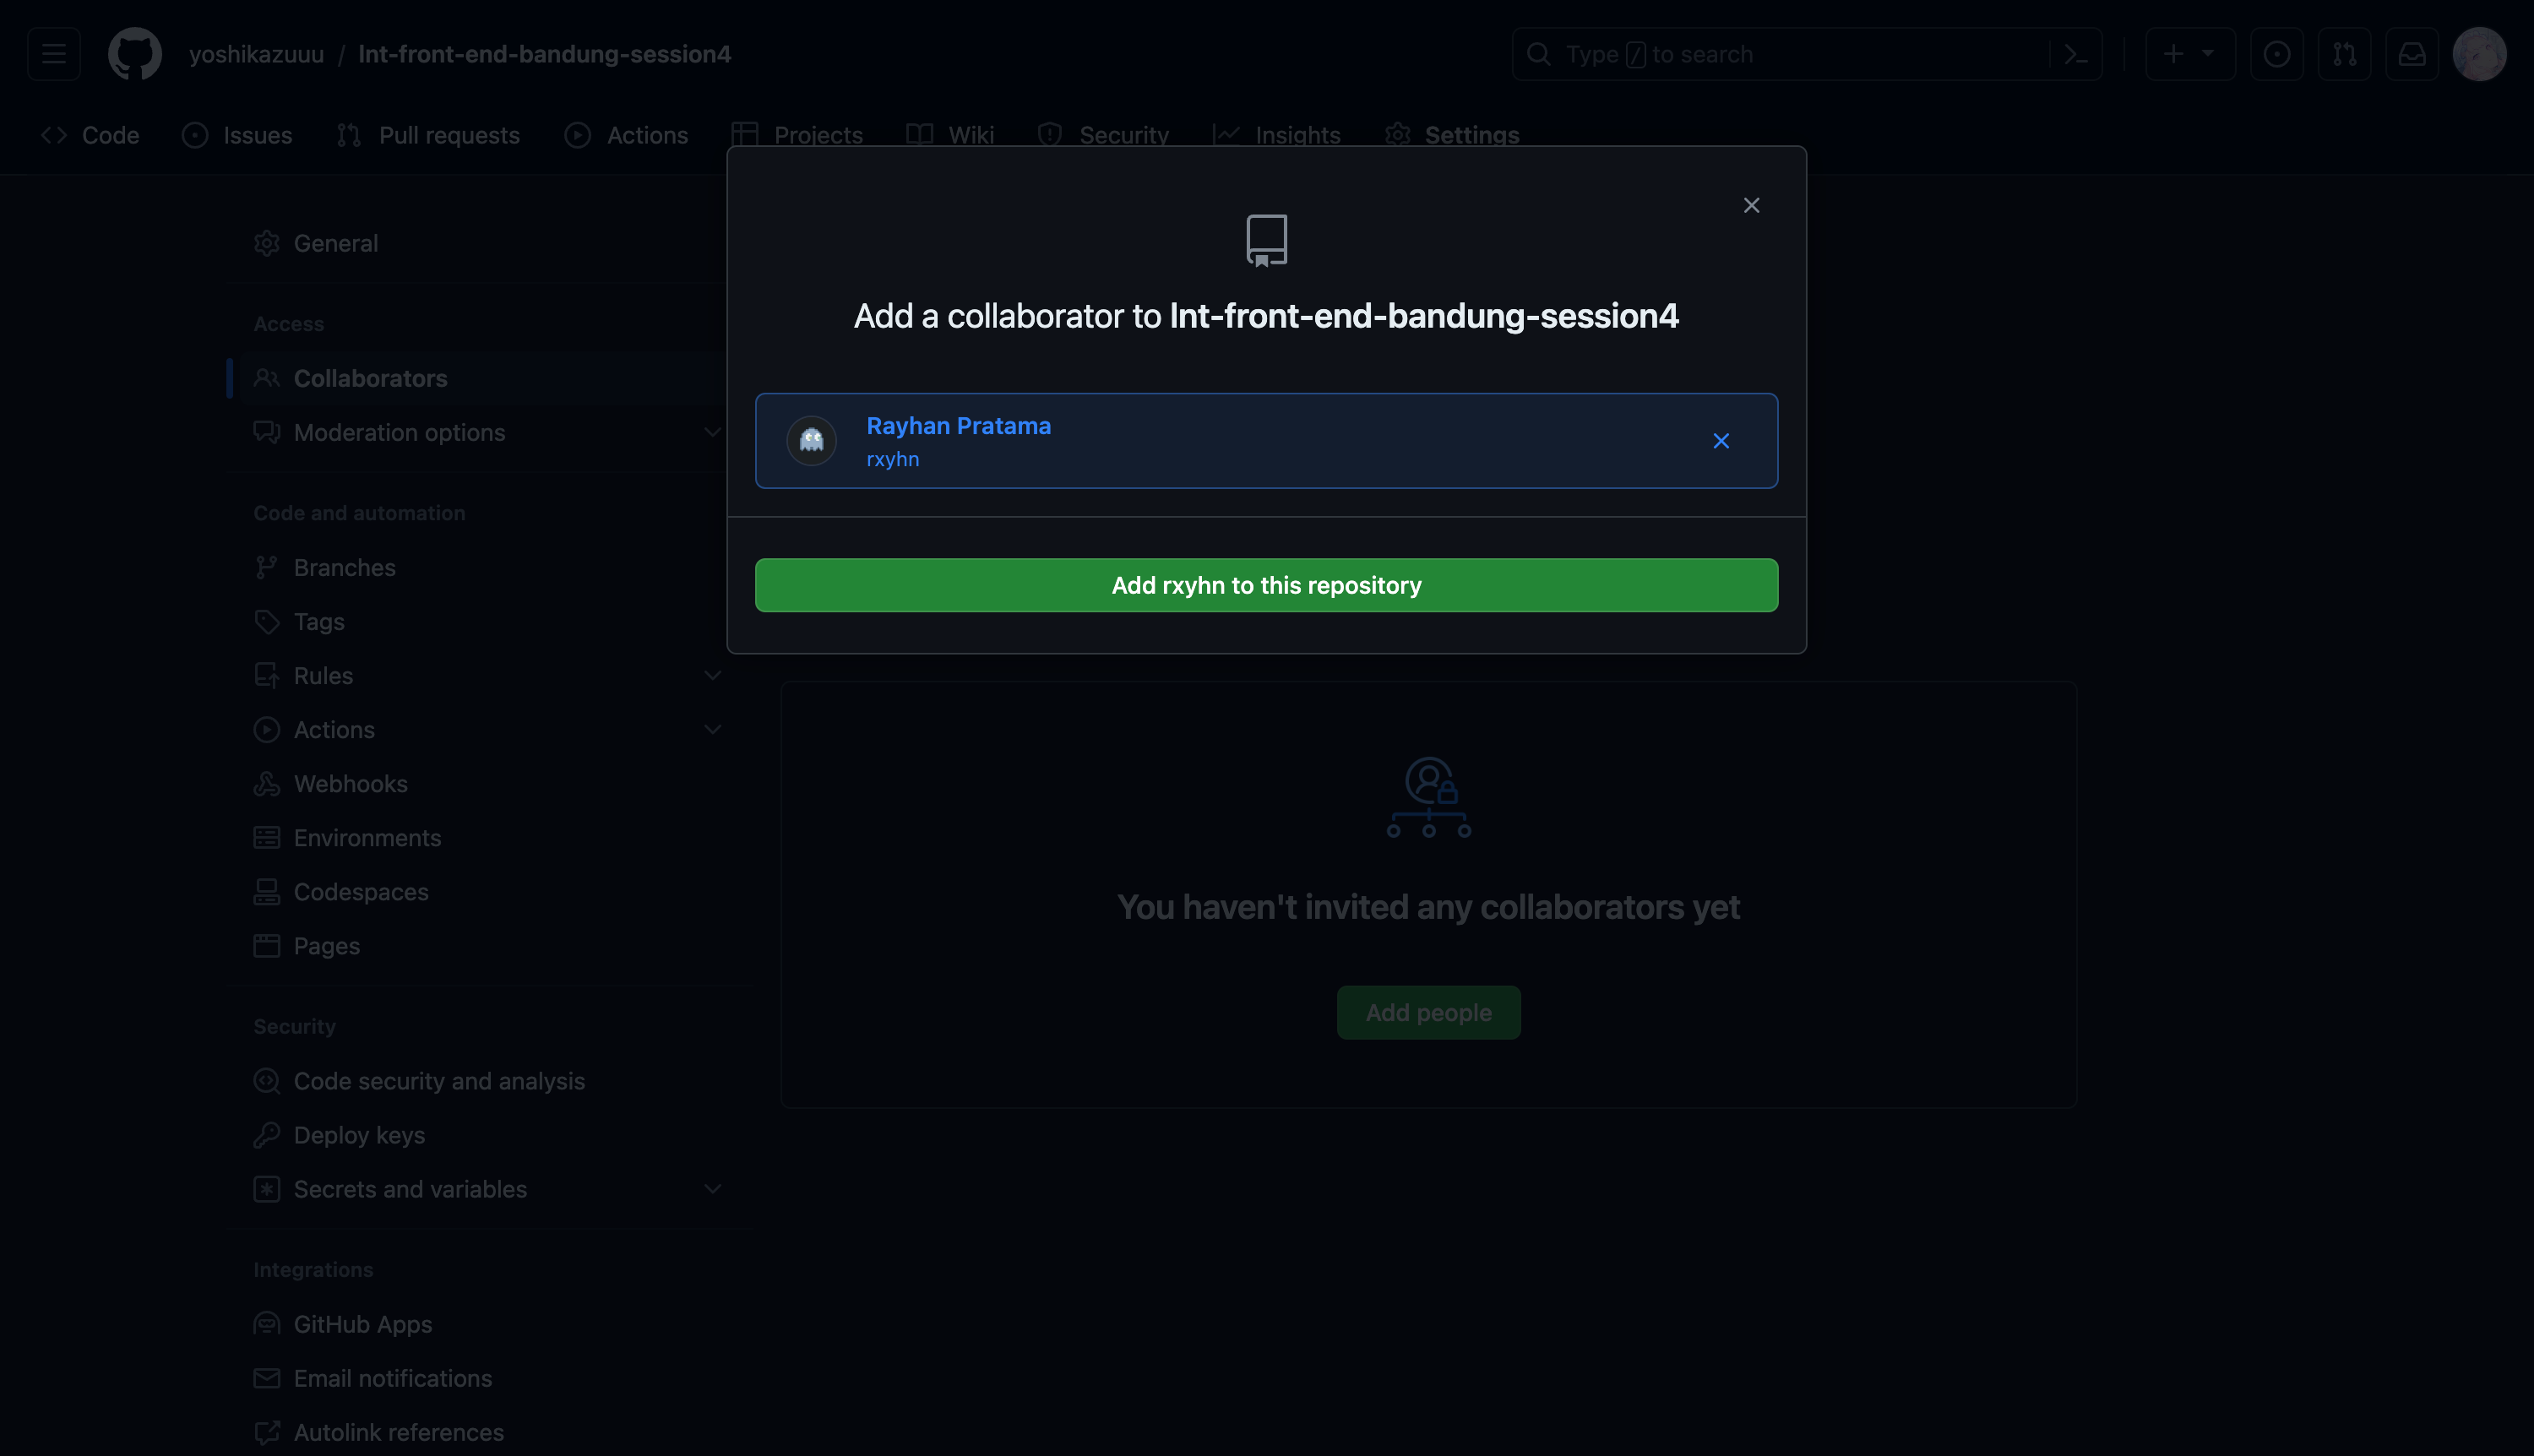 yoshikazuuu / lnt-front-end-bandung-session4
Type / to search
Code
Issues
Pull requests
Actions
Projects
Wiki
Security
Insights
Settings
General
Access
Collaborators
Moderation options
Code and automation
Branches
Tags
Rules
Actions
Webhooks
Environments
Codespaces
Pages
Security
Code security and analysis
Deploy keys
Secrets and variables
Integrations
GitHub Apps
Email notifications
Autolink references
Add a collaborator to lnt-front-end-bandung-session4
Rayhan Pratama
rxyhn
Add rxyhn to this repository
You haven't invited any collaborators yet
Add people